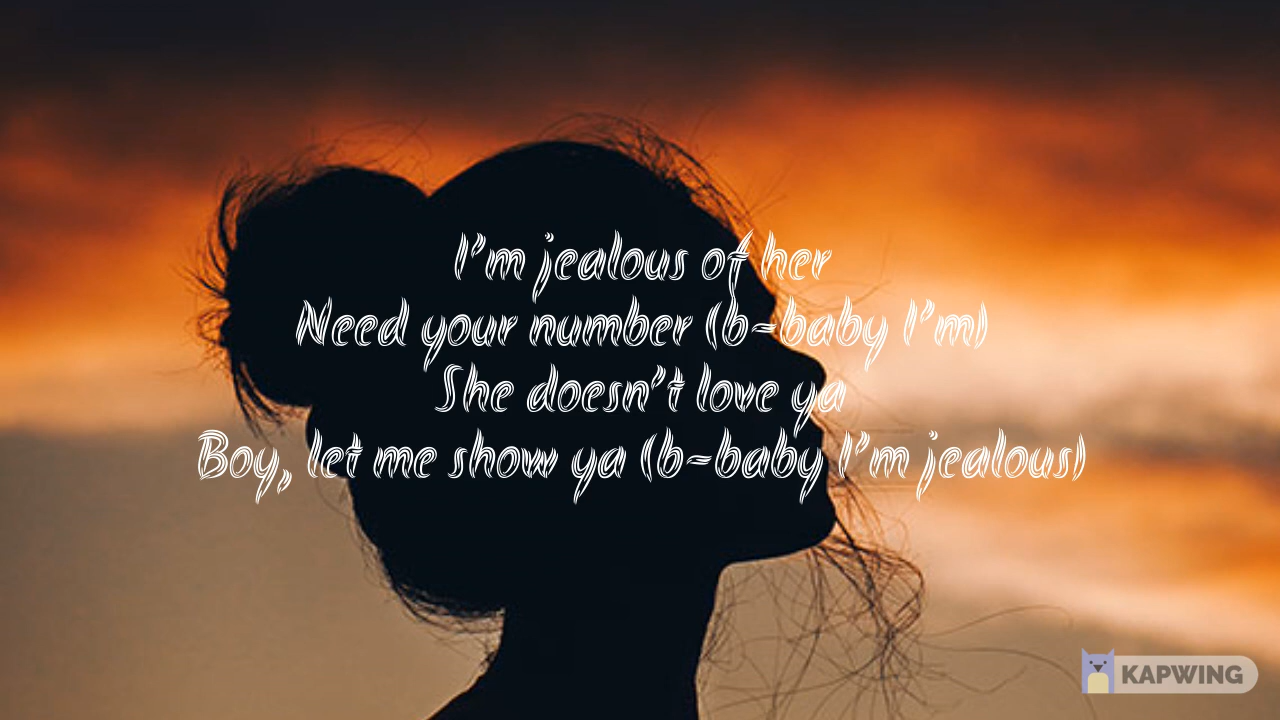 I'm jealous of her
Need your number (b-baby I'm)
She doesn't love ya
Boy, let me show ya (b-baby I'm jealous)
KAPWING